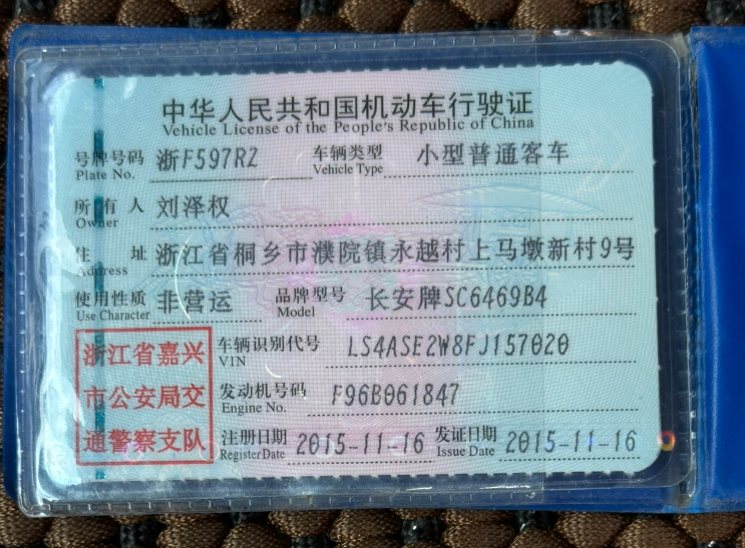 中华人民共和国机动车行驶证
Vehicle License of the People's Republic of China
号牌号码 浙F597RZ 车辆类型 小型普通客车
Plate No. Vehicle Type
所有人 刘泽权
Owner
住址 浙江省桐乡市濮院镇永越村上马墩新村9号
Address
使用性质 非营运 品牌型号 长安牌SC6469B4
Use Character Model
浙江省嘉兴
市公安局交
通警察支队
车辆识别代号 LS4ASE2W8FJ157020
VIN
发动机号码 F96B061847
Engine No.
注册日期 2015-11-16 发证日期 2015-11-16
Register Date Issue Date